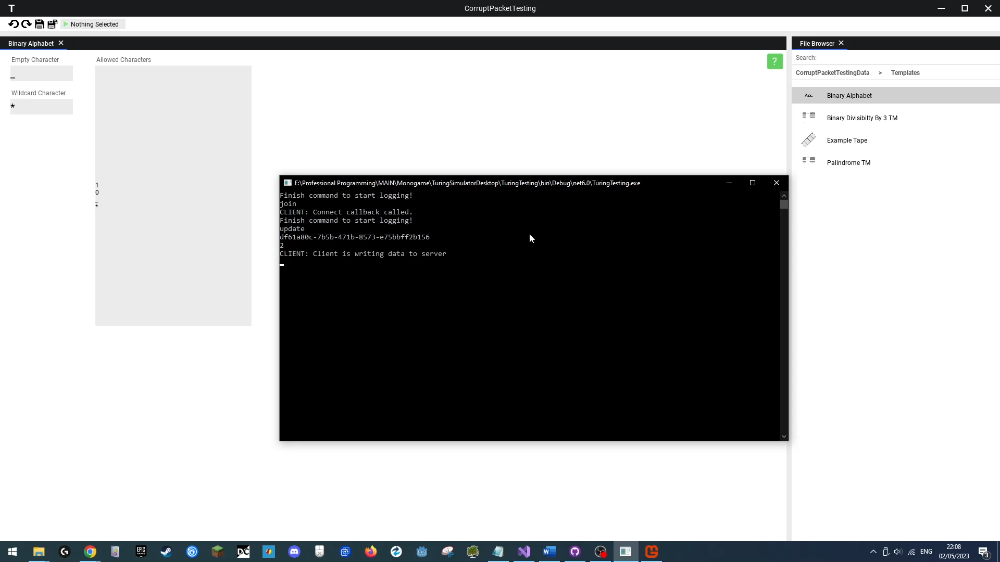 T
CorruptPacketTesting
Nothing Selected
Binary Alphabet
Empty Character
_
Wildcard Character
*
Allowed Characters
1
0
_
*
?
File Browser
Search:
CorruptPacketTestingData > Templates
Binary Alphabet
Binary Divisibilty By 3 TM
Example Tape
Palindrome TM
E:\Professional Programming\MAIN\Monogame\TuringSimulatorDesktop\TuringTesting\bin\Debug\net6.0\TuringTesting.exe
Finish command to start logging!
join
CLIENT: Connect callback called.
Finish command to start logging!
update
df61a80c-7b5b-471b-8573-e75bbff2b156
2
CLIENT: Client is writing data to server
EPIC GAMES
DC
ENG
22:08
02/05/2023
3